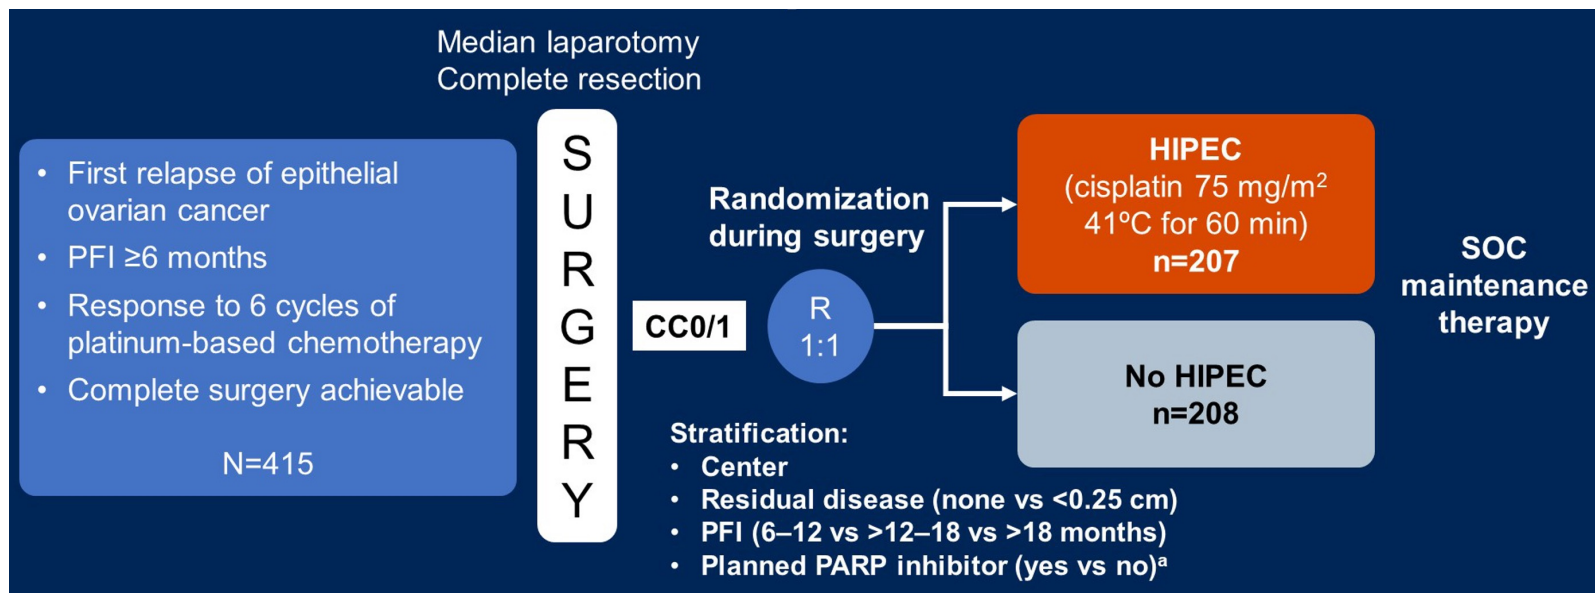 Median laparotomy
Complete resection
• First relapse of epithelial
ovarian cancer
• PFI ≥6 months
• Response to 6 cycles of
platinum-based chemotherapy
• Complete surgery achievable
N=415
S
U
R
G
E
R
Y
CC0/1
Randomization
during surgery
R
1:1
Stratification:
• Center
• Residual disease (none vs <0.25 cm)
• PFI (6–12 vs >12–18 vs >18 months)
• Planned PARP inhibitor (yes vs no)ᵃ
HIPEC
(cisplatin 75 mg/m²
41ºC for 60 min)
n=207
No HIPEC
n=208
SOC
maintenance
therapy